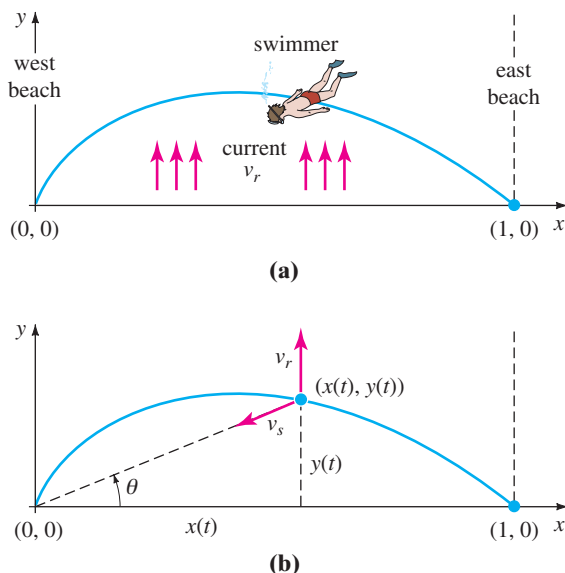 y
west
beach
swimmer
east
beach
current
v_r
(0, 0)
(1, 0)
x
(a)
y
v_r
(x(t), y(t))
v_s
y(t)
θ
(0, 0)
x(t)
(1, 0)
x
(b)